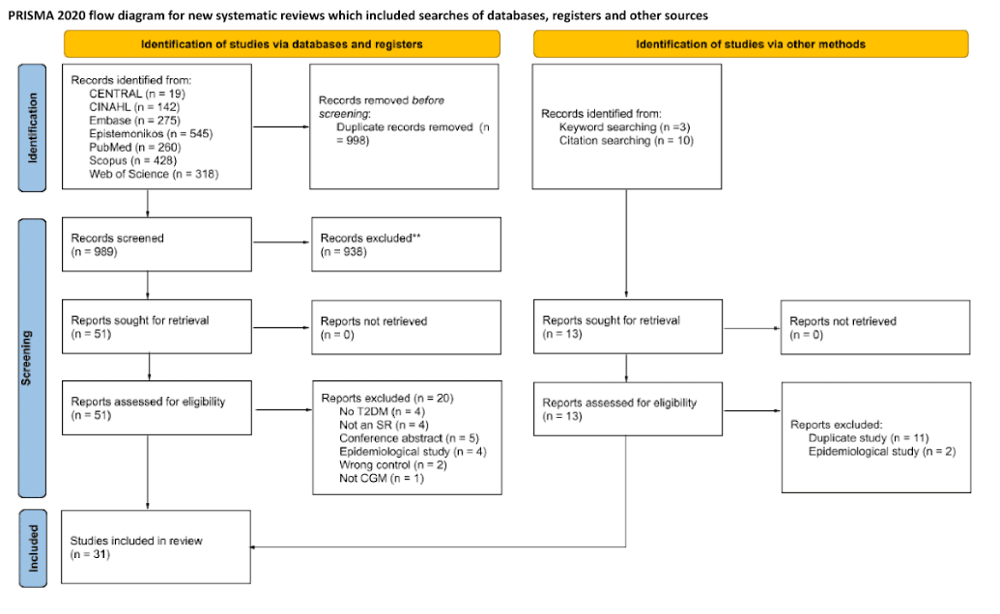 PRISMA 2020 flow diagram for new systematic reviews which included searches of databases, registers and other sources
Identification of studies via databases and registers
Identification of studies via other methods
Identification
Records identified from:
CENTRAL (n = 19)
CINAHL (n = 142)
Embase (n = 275)
Epistemonikos (n = 545)
PubMed (n = 260)
Scopus (n = 428)
Web of Science (n = 318)
Records removed before
screening:
Duplicate records removed (n
= 998)
Records identified from:
Keyword searching (n =3)
Citation searching (n = 10)
Screening
Records screened
(n = 989)
Records excluded**
(n = 938)
Reports sought for retrieval
(n = 51)
Reports not retrieved
(n = 0)
Reports sought for retrieval
(n = 13)
Reports not retrieved
(n = 0)
Reports assessed for eligibility
(n = 51)
Reports excluded (n = 20)
No T2DM (n = 4)
Not an SR (n = 4)
Conference abstract (n = 5)
Epidemiological study (n = 4)
Wrong control (n = 2)
Not CGM (n = 1)
Reports assessed for eligibility
(n = 13)
Reports excluded:
Duplicate study (n = 11)
Epidemiological study (n = 2)
Included
Studies included in review
(n = 31)